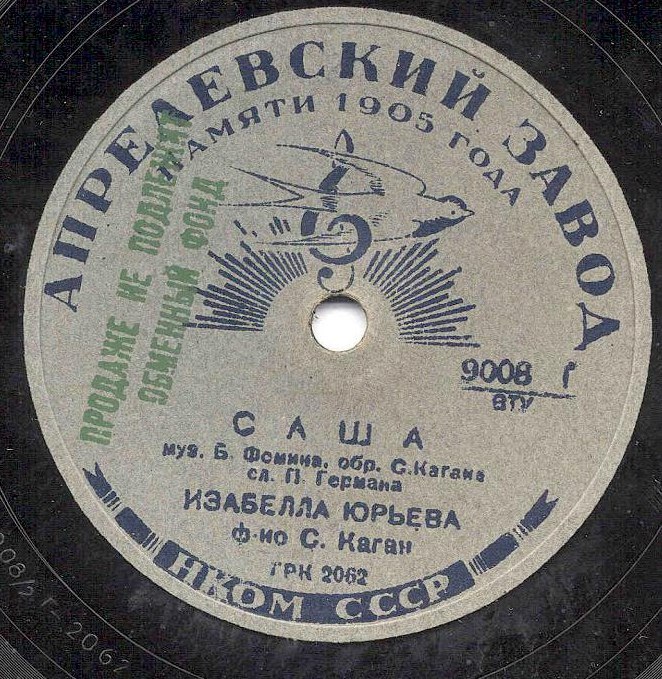 АПРЕЛЕВСКИЙ ЗАВОД
ПАМЯТИ 1905 ГОДА
ПРОДАЖЕ НЕ ПОДЛЕЖИТ
ОБМЕННЫЙ ФОНД
9008 Г
ВТУ
САША
муз. Б. Фомина, обр. С. Кагана
сл. П. Германа
ИЗАБЕЛЛА ЮРЬЕВА
ф-но С. Каган
ГРК 2062
НКОМ СССР
2062